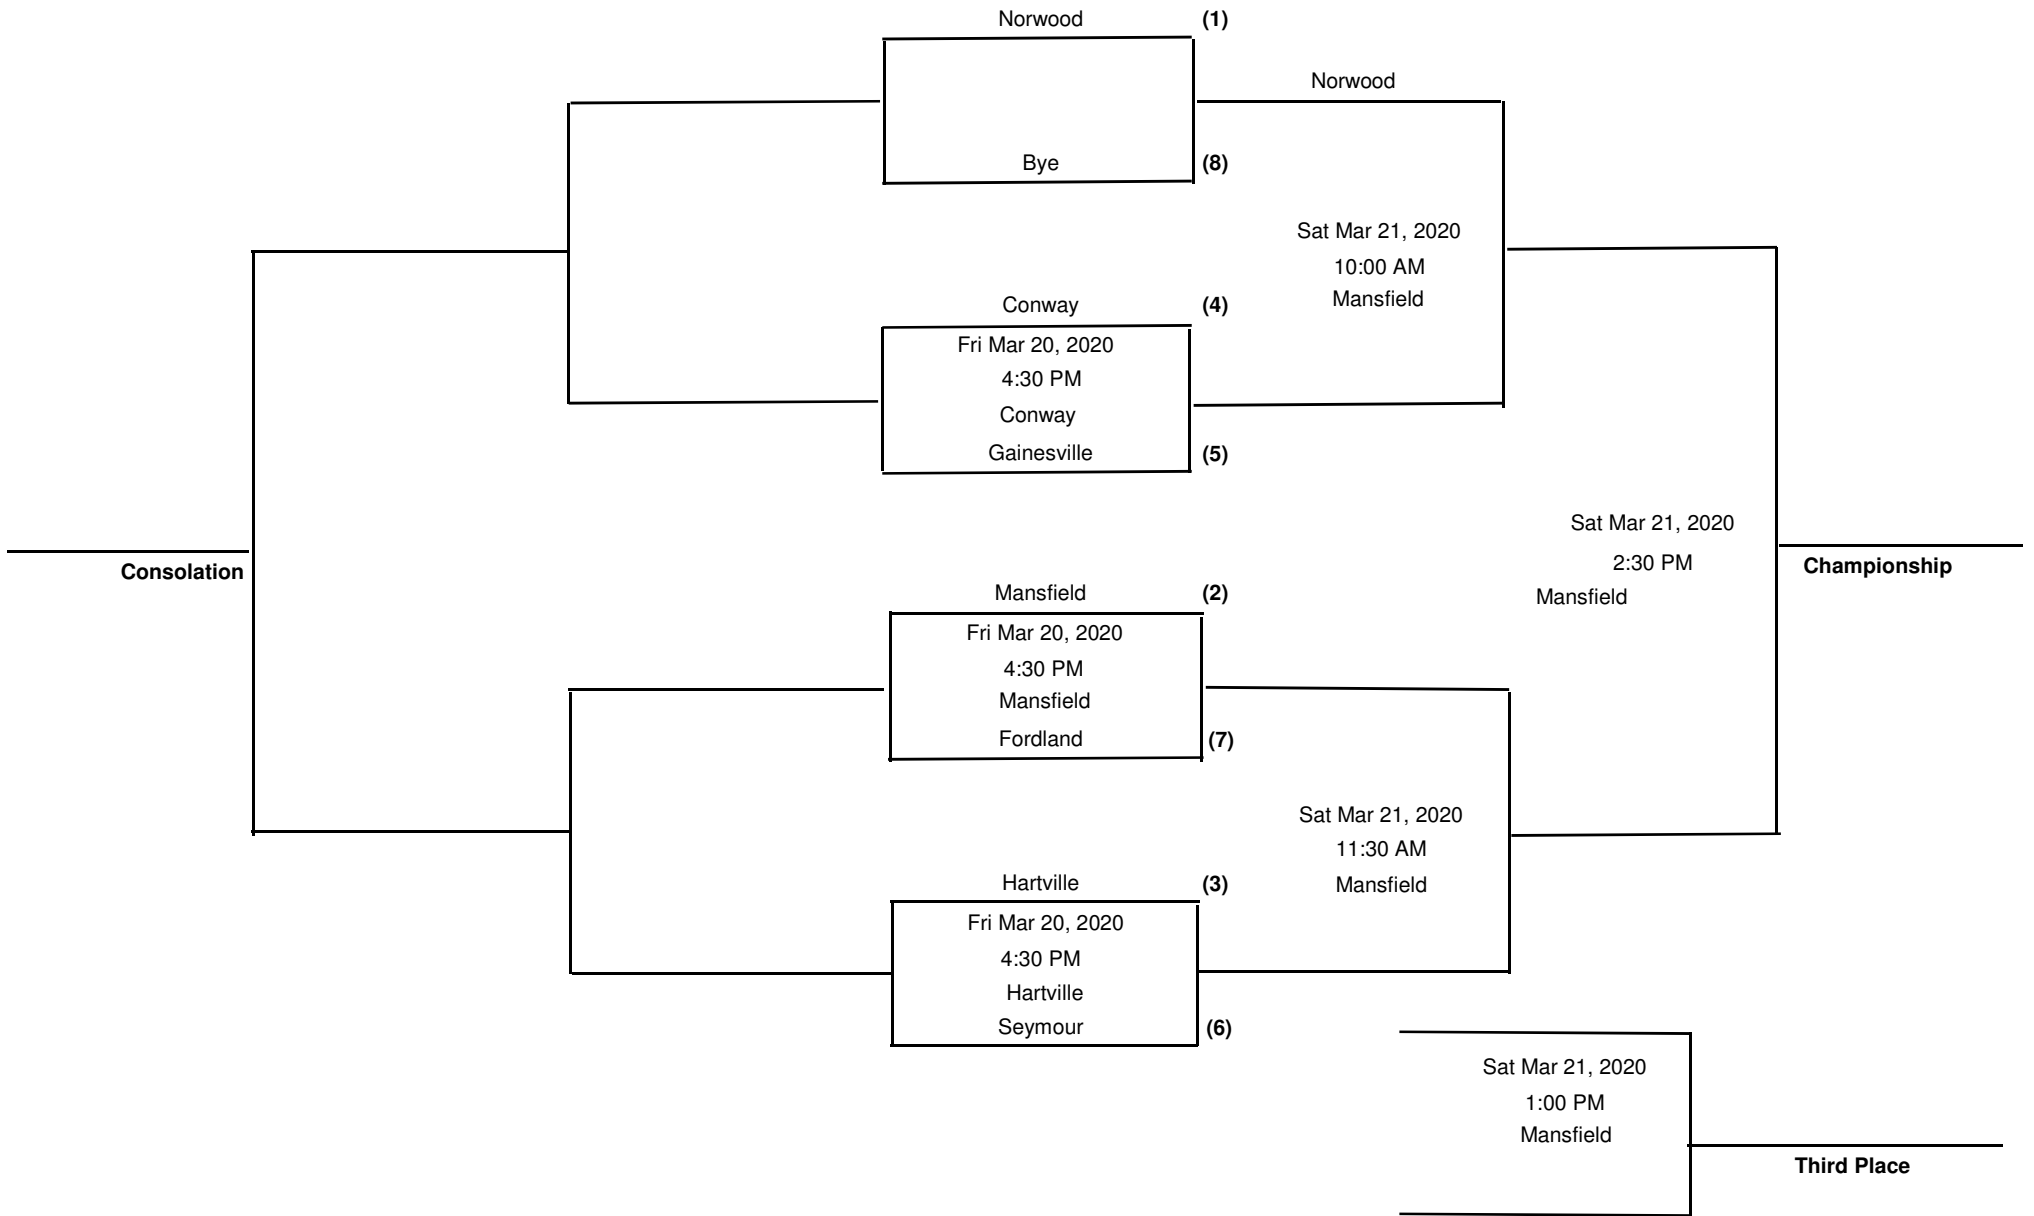 Norwood (1)
Norwood
Bye (8)
Sat Mar 21, 2020
10:00 AM
Mansfield
Conway (4)
Fri Mar 20, 2020
4:30 PM
Conway
Gainesville (5)
Sat Mar 21, 2020
2:30 PM
Mansfield
Championship
Consolation
Mansfield (2)
Fri Mar 20, 2020
4:30 PM
Mansfield
Fordland (7)
Sat Mar 21, 2020
11:30 AM
Mansfield
Hartville (3)
Fri Mar 20, 2020
4:30 PM
Hartville
Seymour (6)
Sat Mar 21, 2020
1:00 PM
Mansfield
Third Place